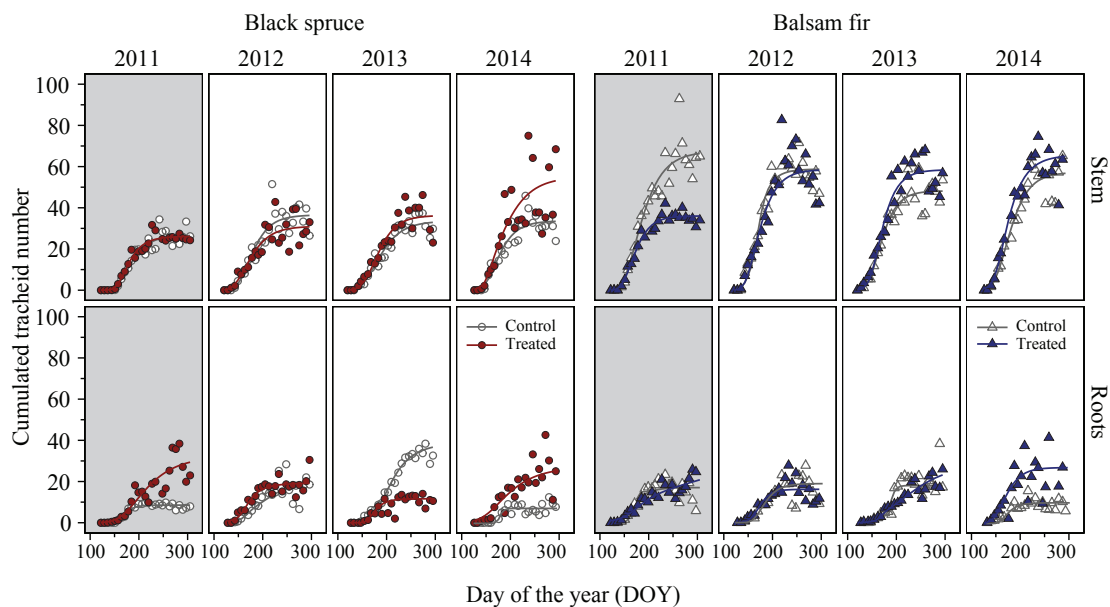 Black spruce Balsam fir
2011 2012 2013 2014 2011 2012 2013 2014
100
80
60
40
20
0
Stem
100
80
60
40
20
0
Control Control
Treated Treated
Roots
Cumulated tracheid number
100 200 300 100 200 300 100 200 300 100 200 300 100 200 300 100 200 300 100 200 300 100 200 300
Day of the year (DOY)